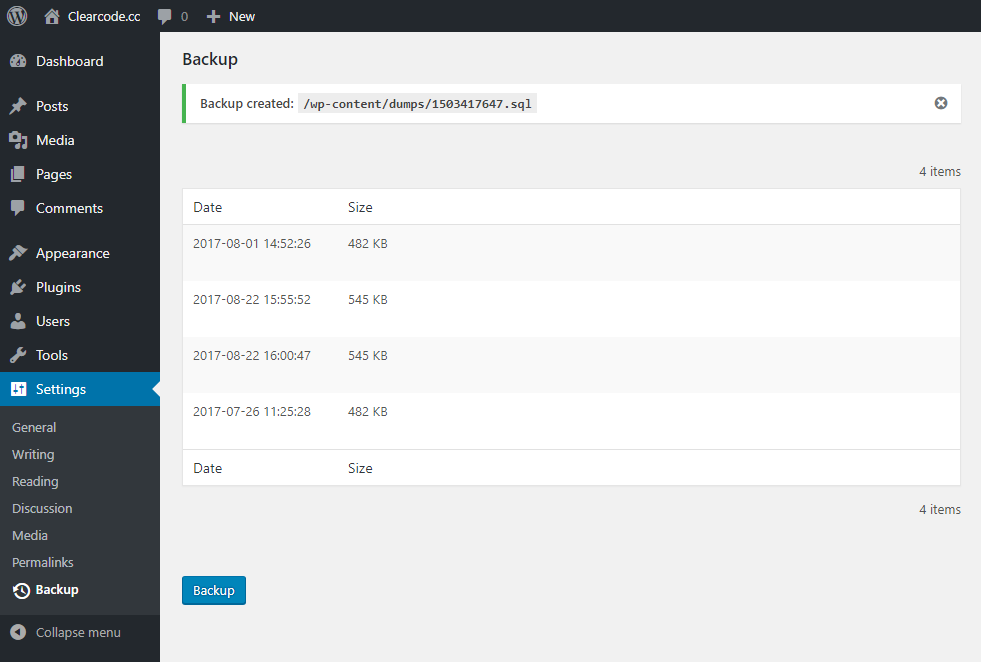 Clearcode.cc 0 New
Dashboard
Posts
Media
Pages
Comments
Appearance
Plugins
Users
Tools
Settings
General
Writing
Reading
Discussion
Media
Permalinks
Backup
Collapse menu
Backup
Backup created: /wp-content/dumps/1503417647.sql
4 items
Date Size
2017-08-01 14:52:26 482 KB
2017-08-22 15:55:52 545 KB
2017-08-22 16:00:47 545 KB
2017-07-26 11:25:28 482 KB
Date Size
4 items
Backup